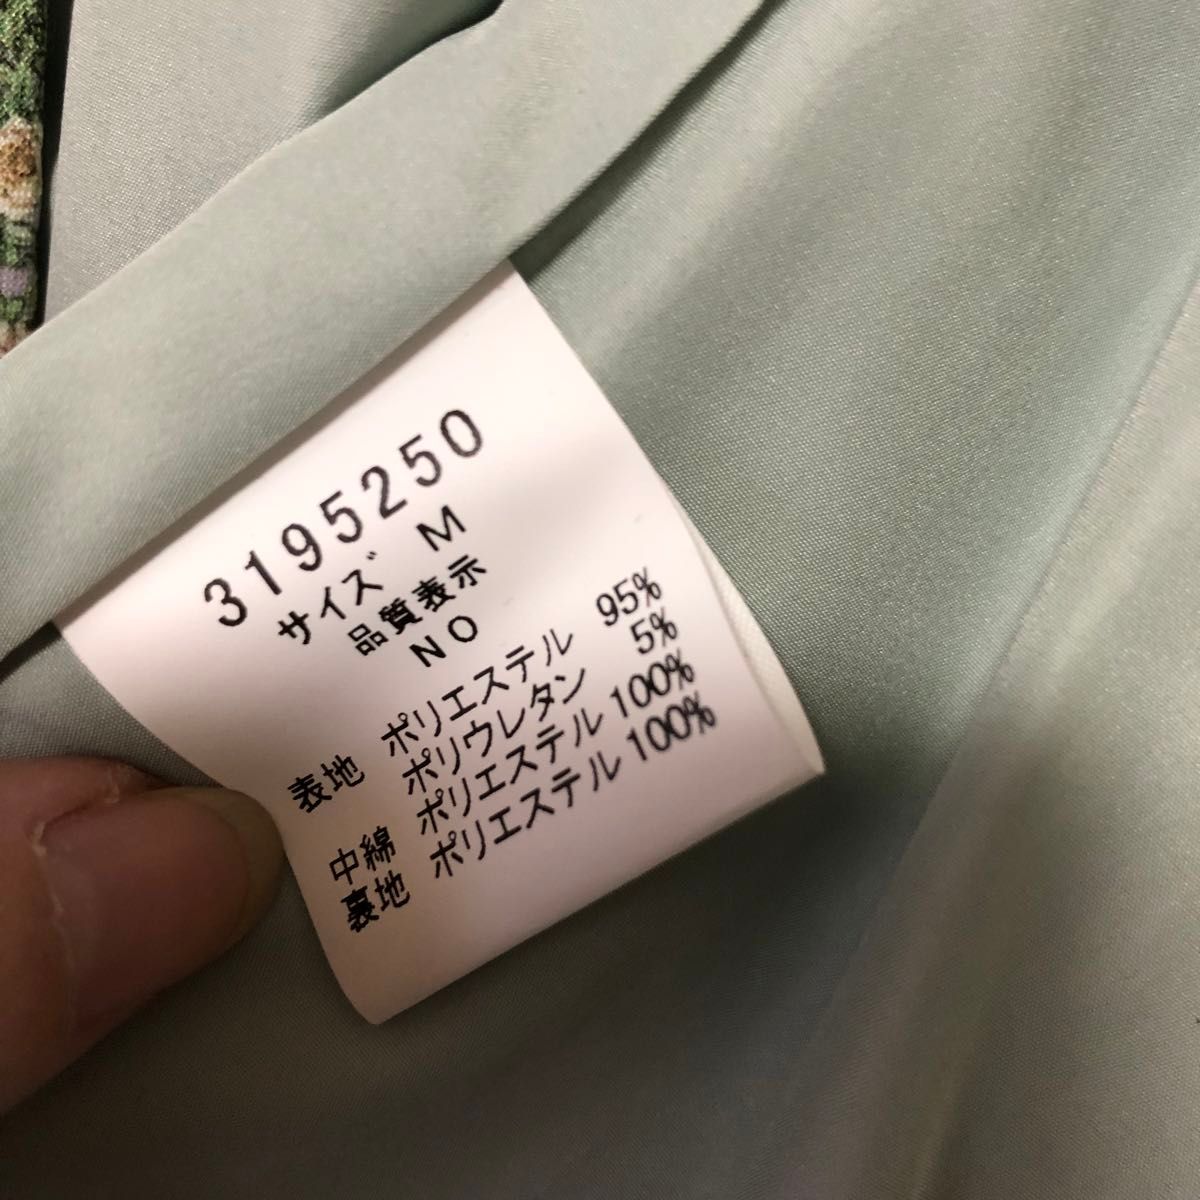 3195250
サイズ M
品質表示
NO
表地 ポリエステル 95%
ポリウレタン 5%
中綿 ポリエステル 100%
裏地 ポリエステル 100%